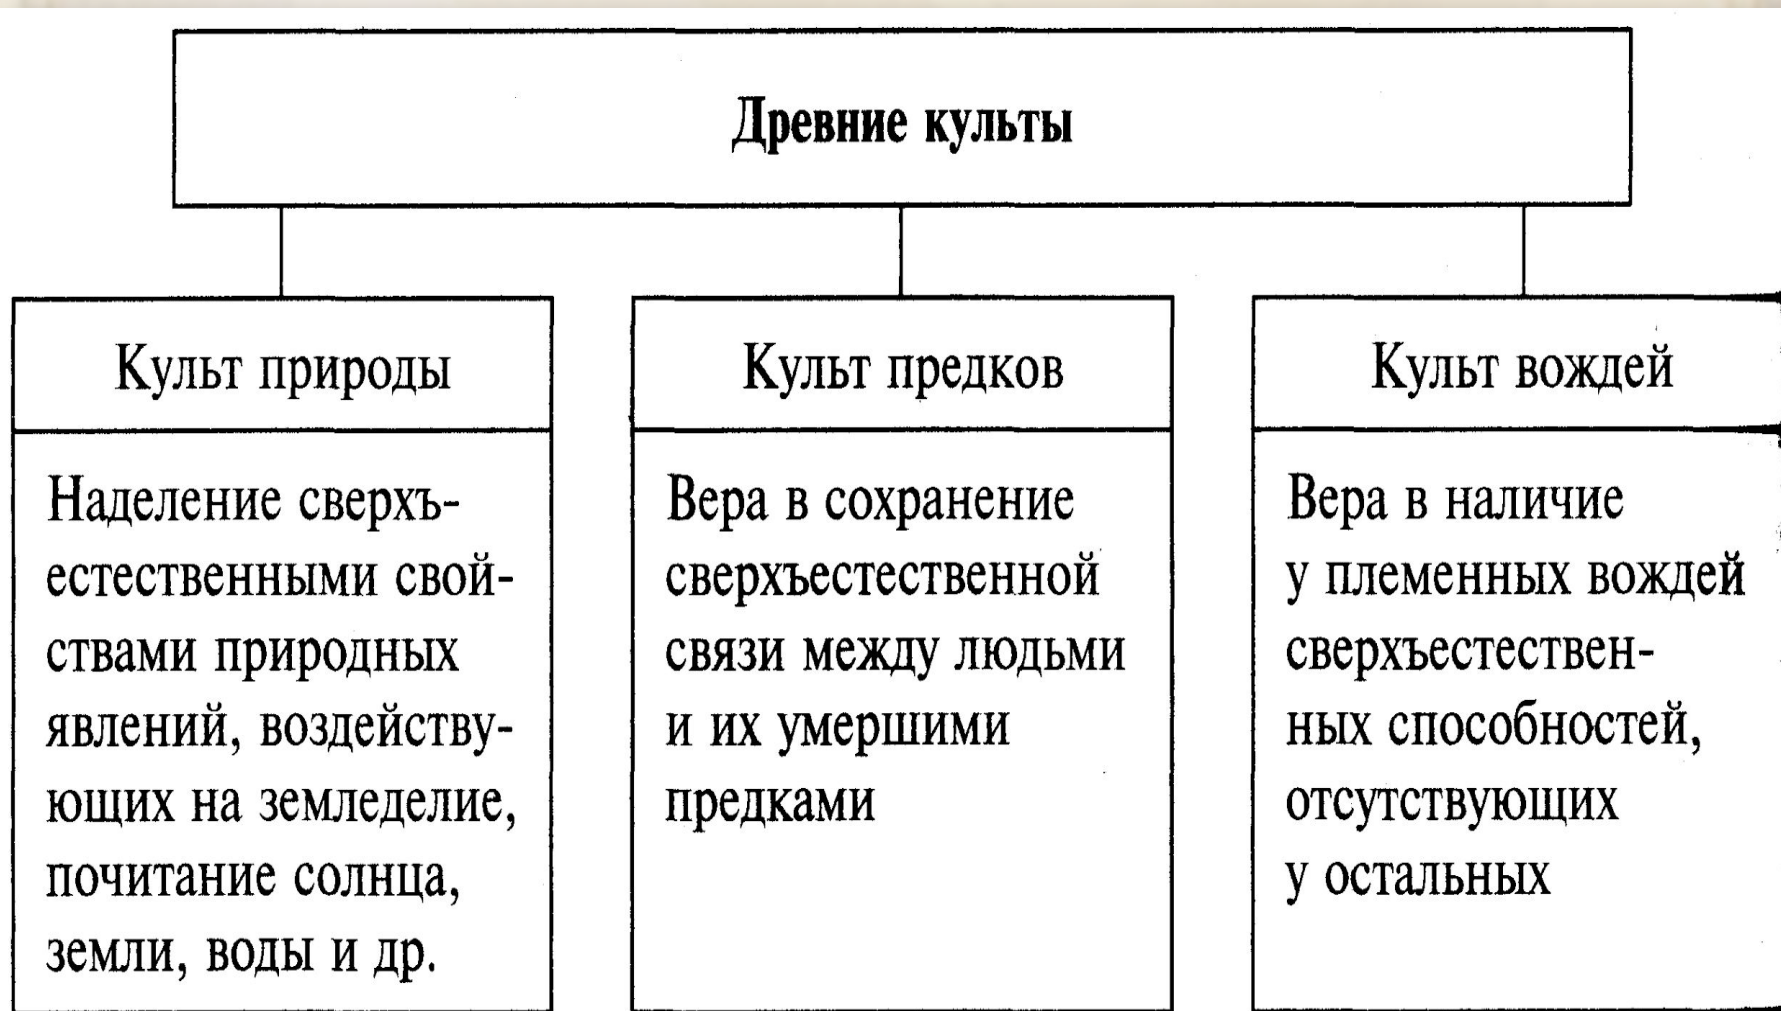 Древние культы
Культ природы
Наделение сверхъ-
естественными свой-
ствами природных
явлений, воздейству-
ющих на земледелие,
почитание солнца,
земли, воды и др.
Культ предков
Вера в сохранение
сверхъестественной
связи между людьми
и их умершими
предками
Культ вождей
Вера в наличие
у племенных вождей
сверхъестествен-
ных способностей,
отсутствующих
у остальных